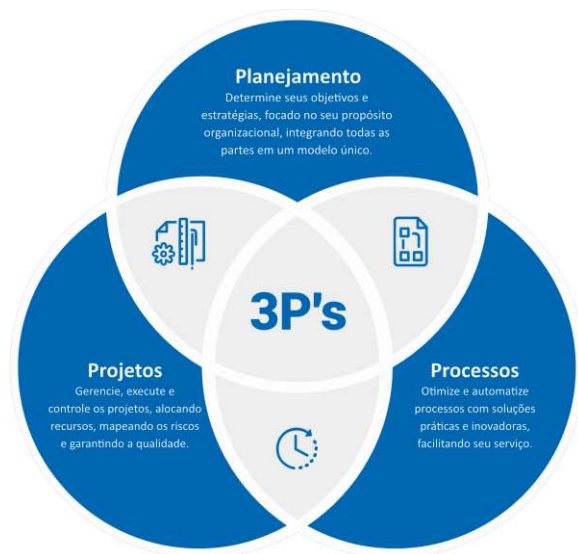 Planejamento
Determine seus objetivos e
estratégias, focado no seu propósito
organizacional, integrando todas as
partes em um modelo único.
3P's
Projetos
Gerencie, execute e
controle os projetos, alocando
recursos, mapeando os riscos
e garantindo a qualidade.
Processos
Otimize e automatize
processos com soluções
práticas e inovadoras,
facilitando seu serviço.